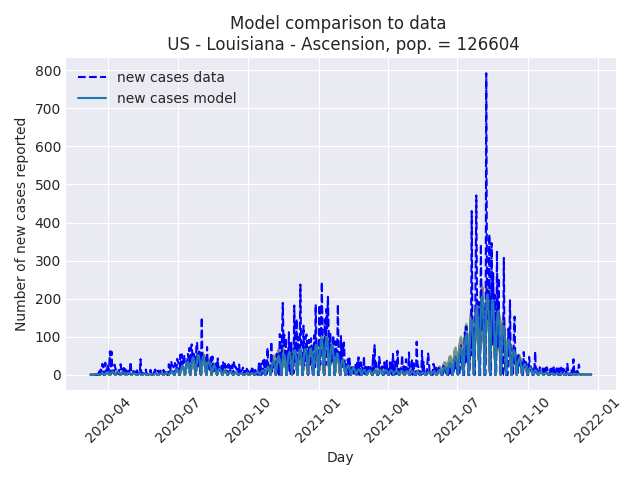 Model comparison to data
US - Louisiana - Ascension, pop. = 126604
new cases data
new cases model
Number of new cases reported
800
700
600
500
400
300
200
100
0
2020-04
2020-07
2020-10
2021-01
2021-04
2021-07
2021-10
2022-01
Day